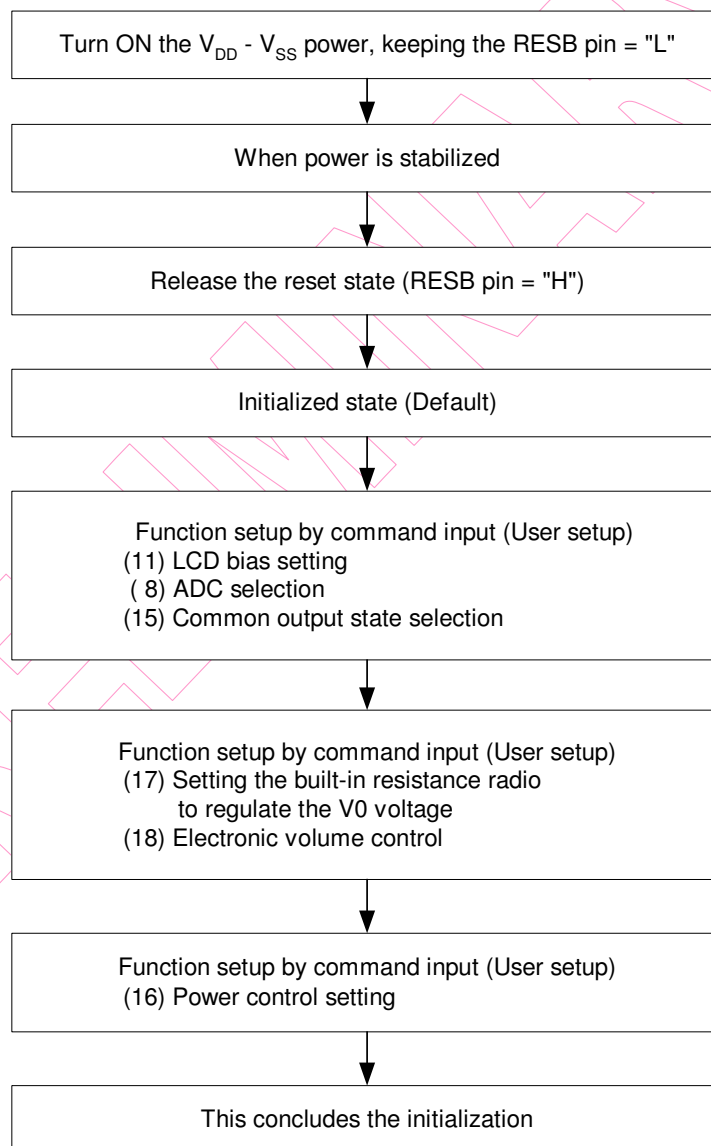 Turn ON the VDD - VSS power, keeping the RESB pin = "L"
When power is stabilized
Release the reset state (RESB pin = "H")
Initialized state (Default)
Function setup by command input (User setup)
(11) LCD bias setting
( 8) ADC selection
(15) Common output state selection
Function setup by command input (User setup)
(17) Setting the built-in resistance radio
to regulate the V0 voltage
(18) Electronic volume control
Function setup by command input (User setup)
(16) Power control setting
This concludes the initialization